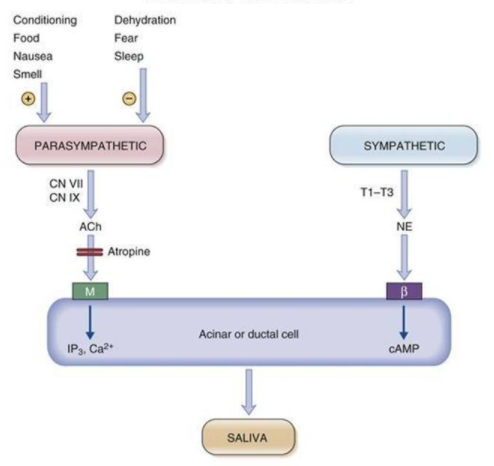 Conditioning
Food
Nausea
Smell
Dehydration
Fear
Sleep
+
−
PARASYMPATHETIC
SYMPATHETIC
CN VII
CN IX
T1–T3
ACh
NE
Atropine
M
β
Acinar or ductal cell
IP₃, Ca²⁺
cAMP
SALIVA